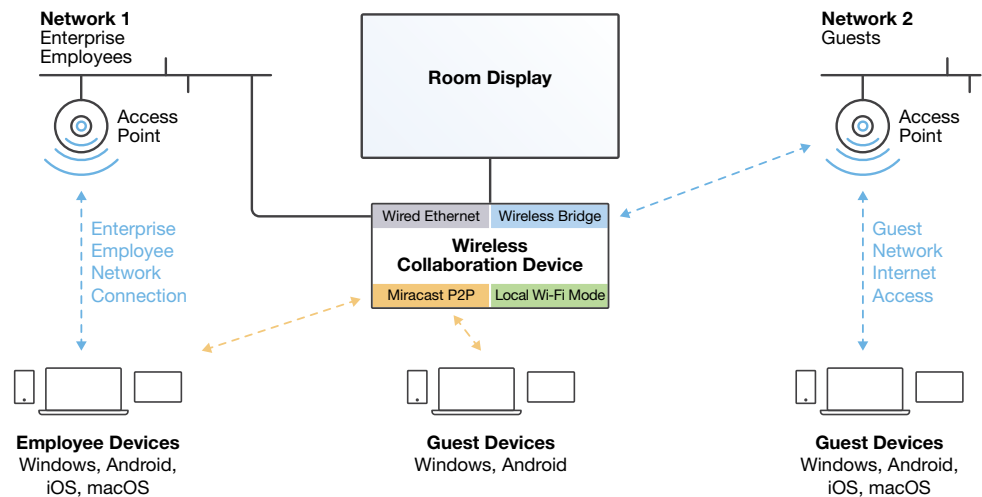 Network 1
Enterprise
Employees
Access
Point
Enterprise
Employee
Network
Connection
Room Display
Wired Ethernet
Wireless Bridge
Wireless
Collaboration Device
Miracast P2P
Local Wi-Fi Mode
Network 2
Guests
Access
Point
Guest
Network
Internet
Access
Employee Devices
Windows, Android,
iOS, macOS
Guest Devices
Windows, Android
Guest Devices
Windows, Android,
iOS, macOS